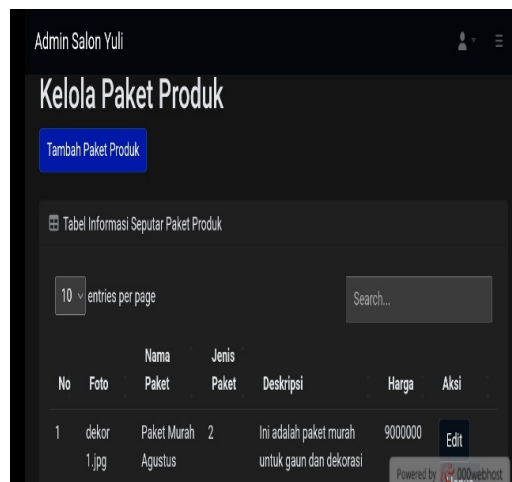 Admin Salon Yuli
Kelola Paket Produk
Tambah Paket Produk
Tabel Informasi Seputar Paket Produk
10 entries per page
Search...
No Foto Nama Paket Jenis Paket Deskripsi Harga Aksi
1 dekor 1.jpg Paket Murah Agustus 2 Ini adalah paket murah untuk gaun dan dekorasi 9000000 Edit
Powered by 000webhost